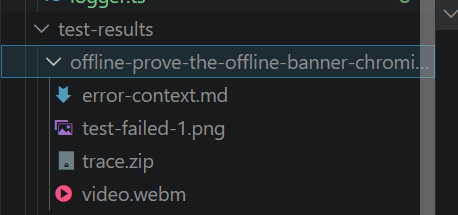 logger.ts
test-results
offline-prove-the-offline-banner-chromi...
error-context.md
test-failed-1.png
trace.zip
video.webm